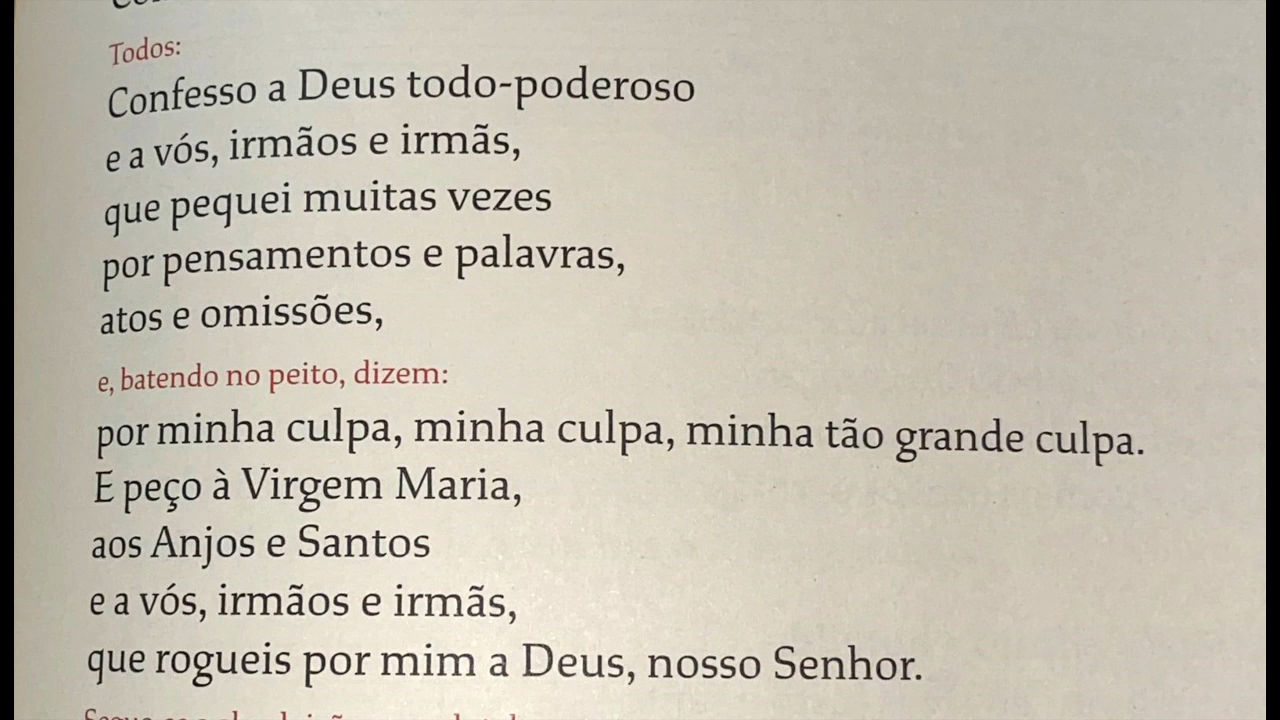 Todos:
Confesso a Deus todo-poderoso
e a vós, irmãos e irmãs,
que pequei muitas vezes
por pensamentos e palavras,
atos e omissões,
e, batendo no peito, dizem:
por minha culpa, minha culpa, minha tão grande culpa.
E peço à Virgem Maria,
aos Anjos e Santos
e a vós, irmãos e irmãs,
que rogueis por mim a Deus, nosso Senhor.